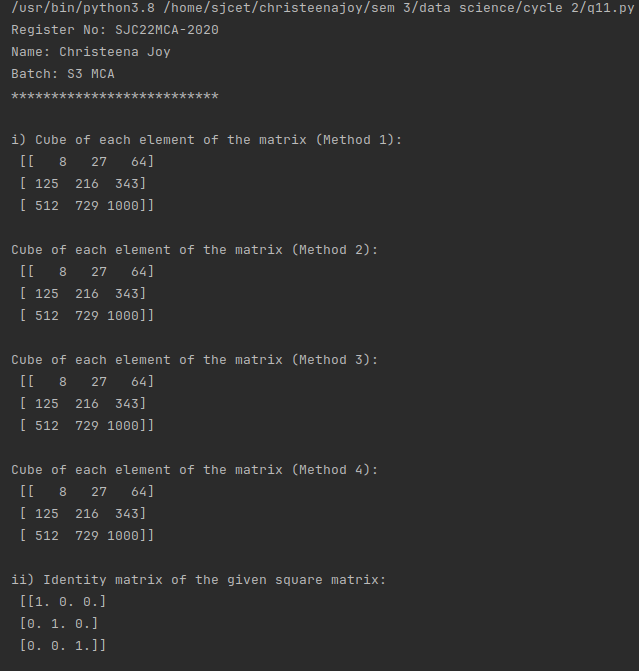 /usr/bin/python3.8 /home/sjcet/christeenajoy/sem 3/data science/cycle 2/q11.py
Register No: SJC22MCA-2020
Name: Christeena Joy
Batch: S3 MCA
**************************
i) Cube of each element of the matrix (Method 1):
 [[   8   27   64]
 [ 125  216  343]
 [ 512  729 1000]]
Cube of each element of the matrix (Method 2):
 [[   8   27   64]
 [ 125  216  343]
 [ 512  729 1000]]
Cube of each element of the matrix (Method 3):
 [[   8   27   64]
 [ 125  216  343]
 [ 512  729 1000]]
Cube of each element of the matrix (Method 4):
 [[   8   27   64]
 [ 125  216  343]
 [ 512  729 1000]]
ii) Identity matrix of the given square matrix:
 [[1. 0. 0.]
 [0. 1. 0.]
 [0. 0. 1.]]